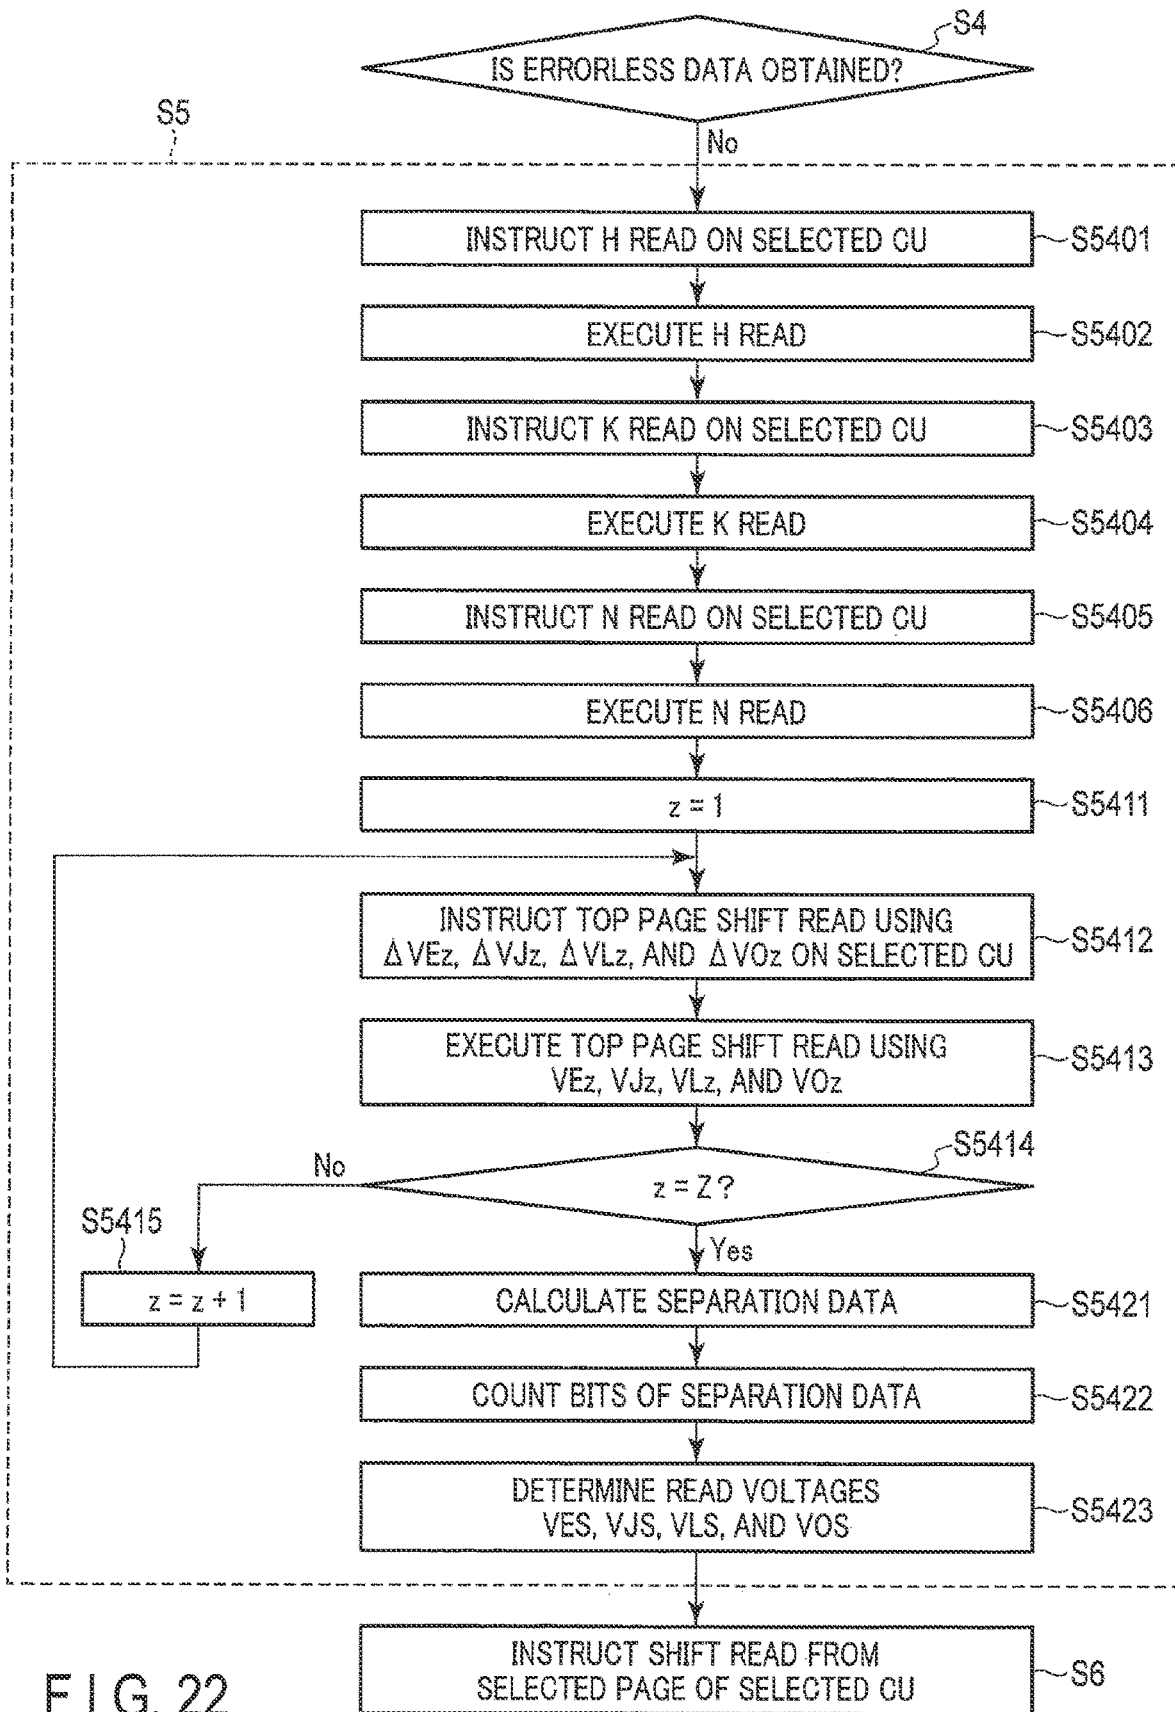 S4
IS ERRORLESS DATA OBTAINED?
S5
No
INSTRUCT H READ ON SELECTED CU
S5401
EXECUTE H READ
S5402
INSTRUCT K READ ON SELECTED CU
S5403
EXECUTE K READ
S5404
INSTRUCT N READ ON SELECTED CU
S5405
EXECUTE N READ
S5406
z = 1
S5411
INSTRUCT TOP PAGE SHIFT READ USING
ΔVEz, ΔVJz, ΔVLz, AND ΔVOz ON SELECTED CU
S5412
EXECUTE TOP PAGE SHIFT READ USING
VEz, VJz, VLz, AND VOz
S5413
S5414
No
z = Z?
S5415
Yes
z = z + 1
CALCULATE SEPARATION DATA
S5421
COUNT BITS OF SEPARATION DATA
S5422
DETERMINE READ VOLTAGES
VES, VJS, VLS, AND VOS
S5423
INSTRUCT SHIFT READ FROM
SELECTED PAGE OF SELECTED CU
S6
FIG. 22